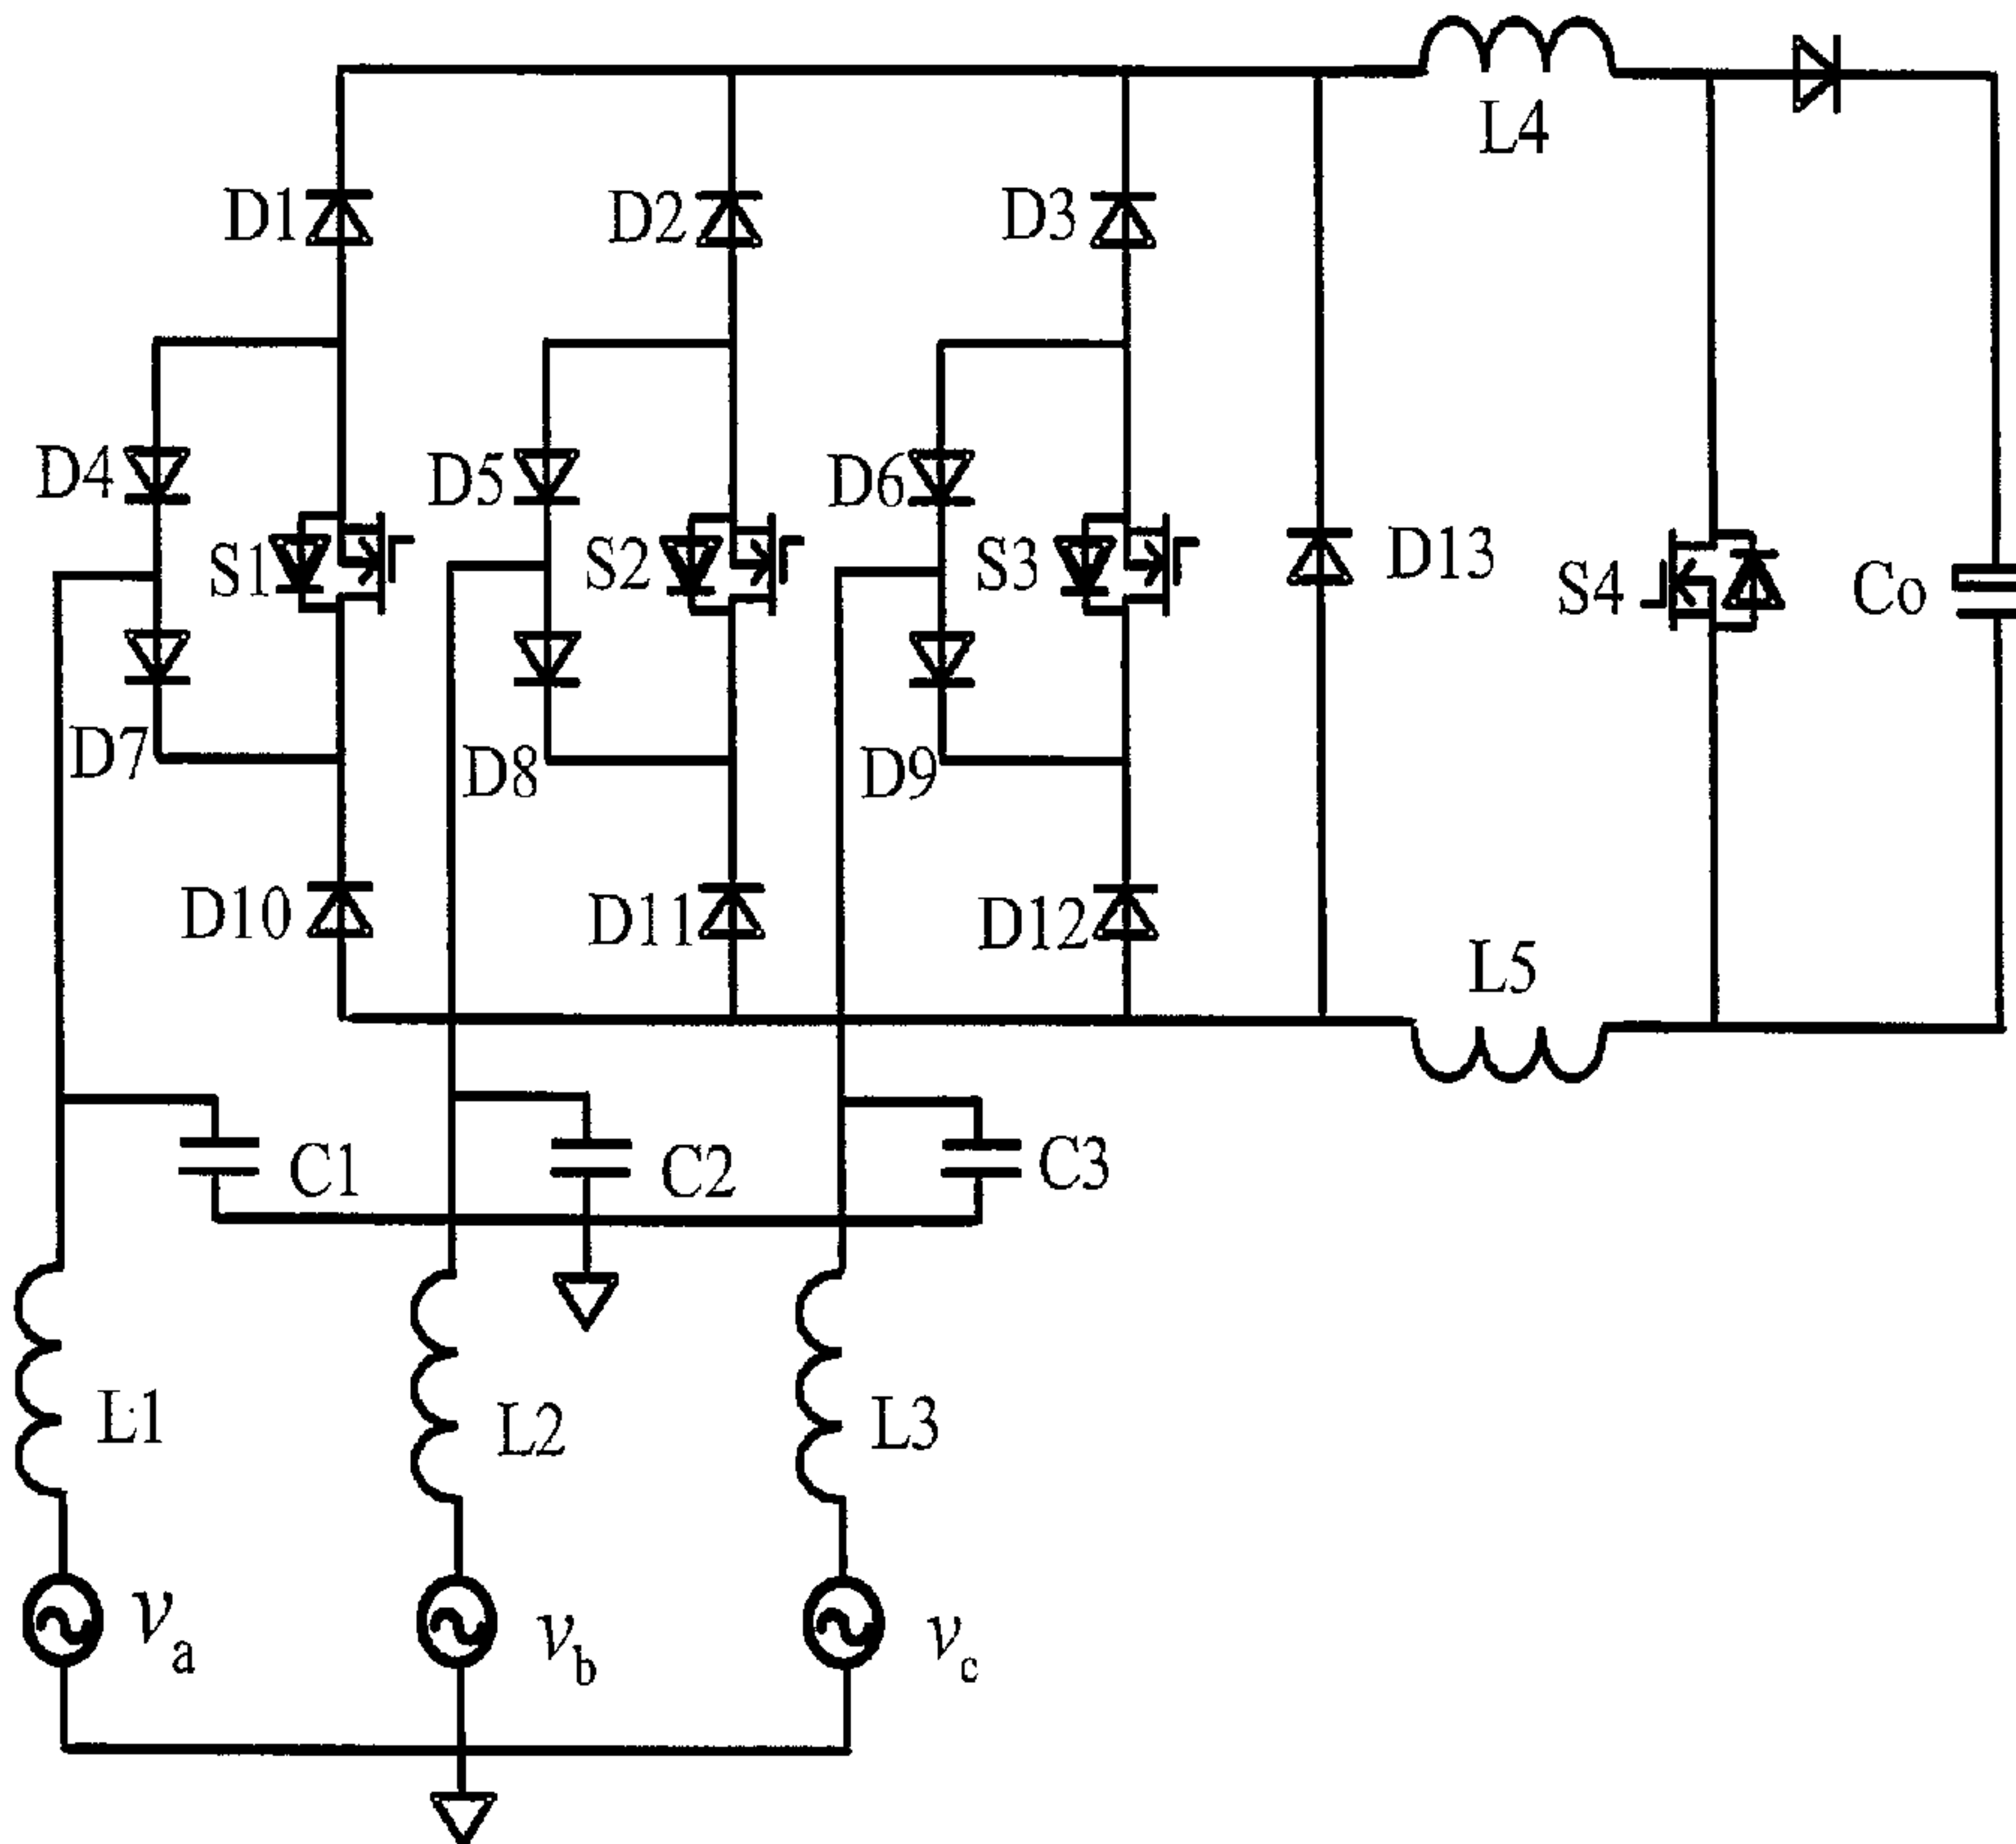 L4
D1
D2
D3
D4
D5
D6
S1
S2
S3
D13
S4
Co
D7
D8
D9
D10
D11
D12
L5
C1
C2
C3
L1
L2
L3
va
vb
vc